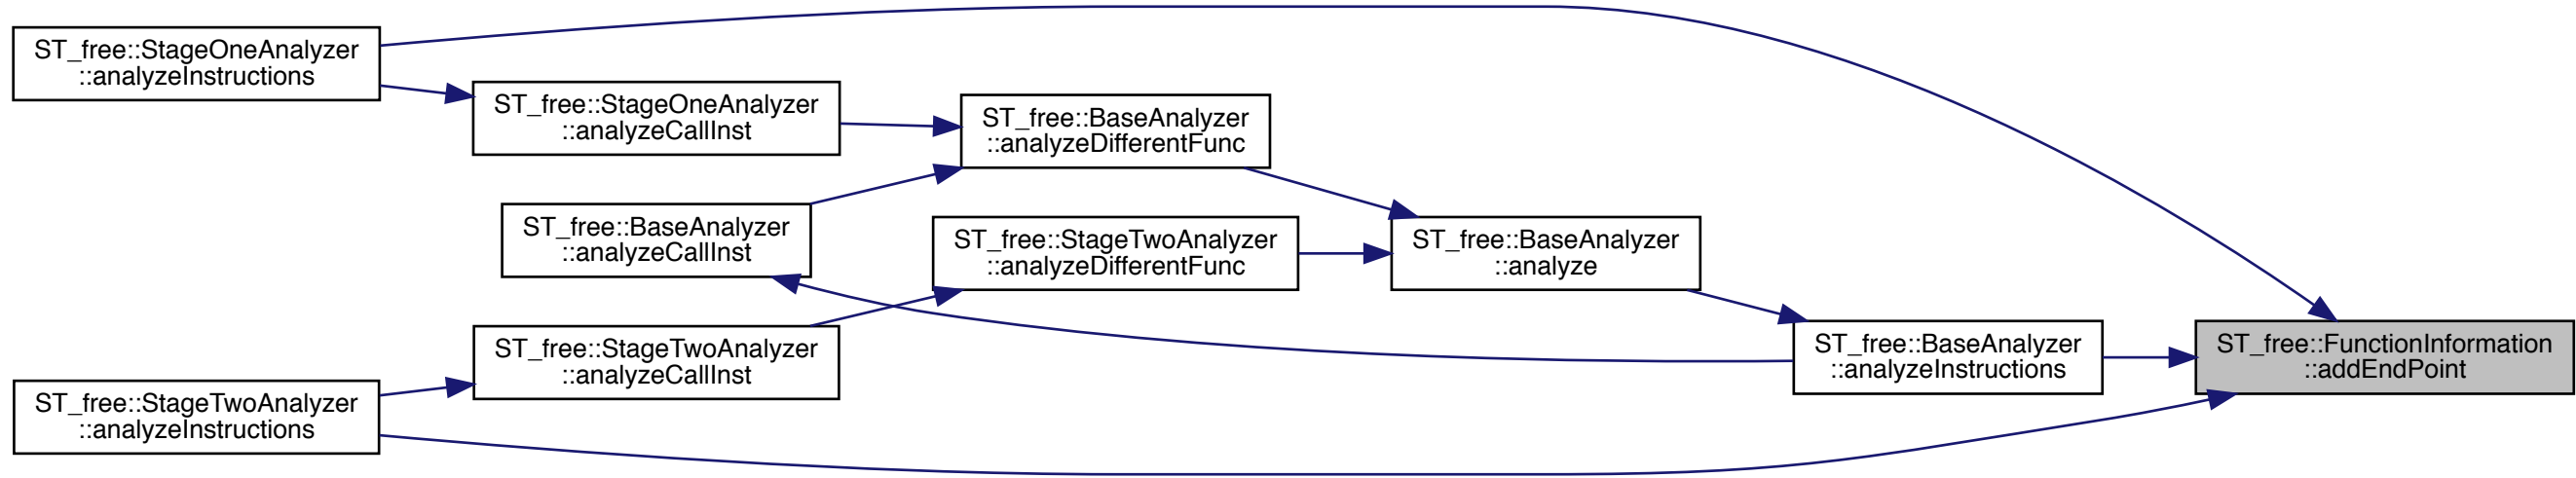 ST_free::StageOneAnalyzer
::analyzeInstructions
ST_free::StageOneAnalyzer
::analyzeCallInst
ST_free::BaseAnalyzer
::analyzeDifferentFunc
ST_free::BaseAnalyzer
::analyzeCallInst
ST_free::StageTwoAnalyzer
::analyzeDifferentFunc
ST_free::BaseAnalyzer
::analyze
ST_free::StageTwoAnalyzer
::analyzeCallInst
ST_free::BaseAnalyzer
::analyzeInstructions
ST_free::FunctionInformation
::addEndPoint
ST_free::StageTwoAnalyzer
::analyzeInstructions